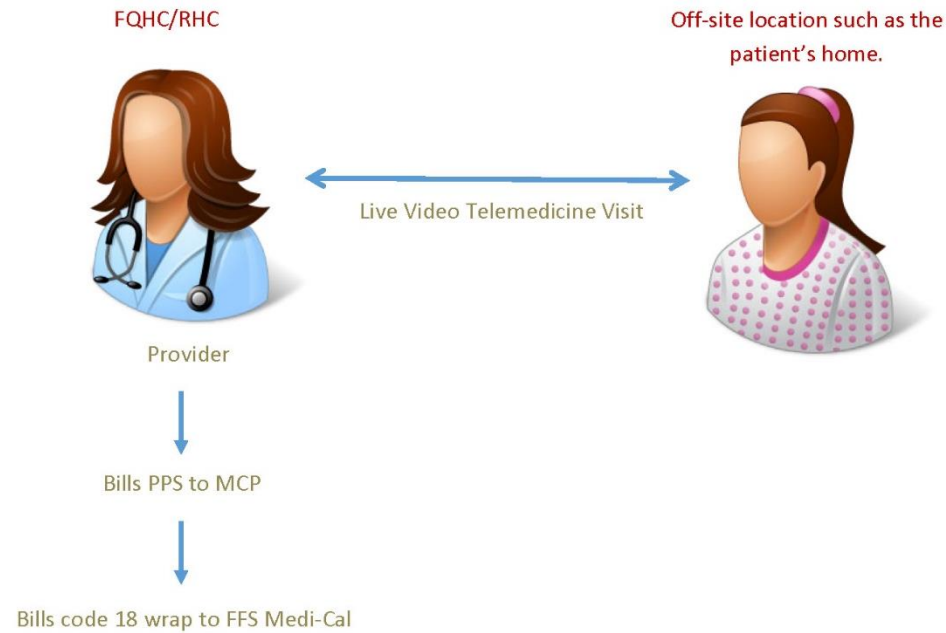 FQHC/RHC
Off-site location such as the
patient's home.
Live Video Telemedicine Visit
Provider
Bills PPS to MCP
Bills code 18 wrap to FFS Medi-Cal